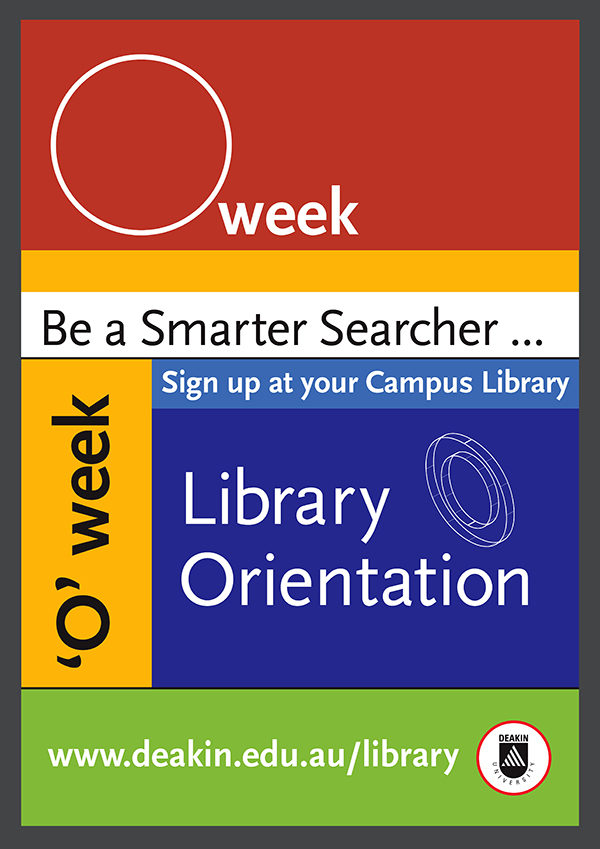 O week
Be a Smarter Searcher ...
Sign up at your Campus Library
‘O’ week
Library
Orientation
www.deakin.edu.au/library
DEAKIN
UNIVERSITY